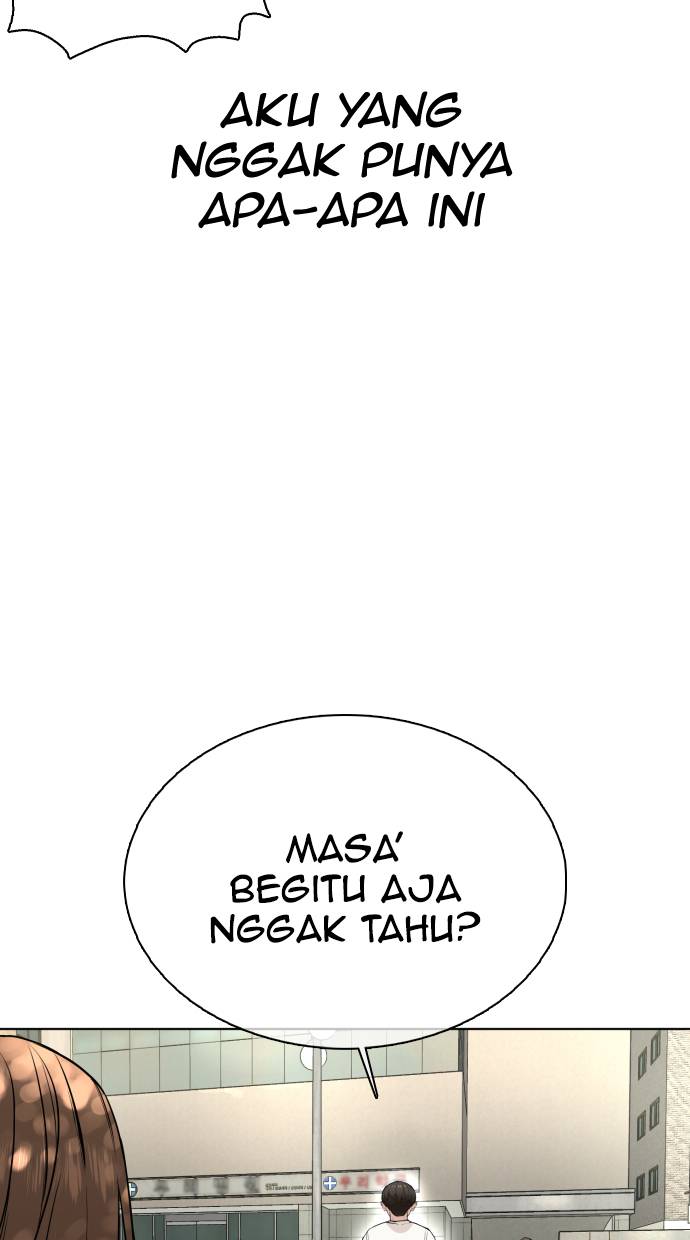 AKU YANG
NGGAK PUNYA
APA-APA INI
MASA'
BEGITU AJA
NGGAK TAHU?